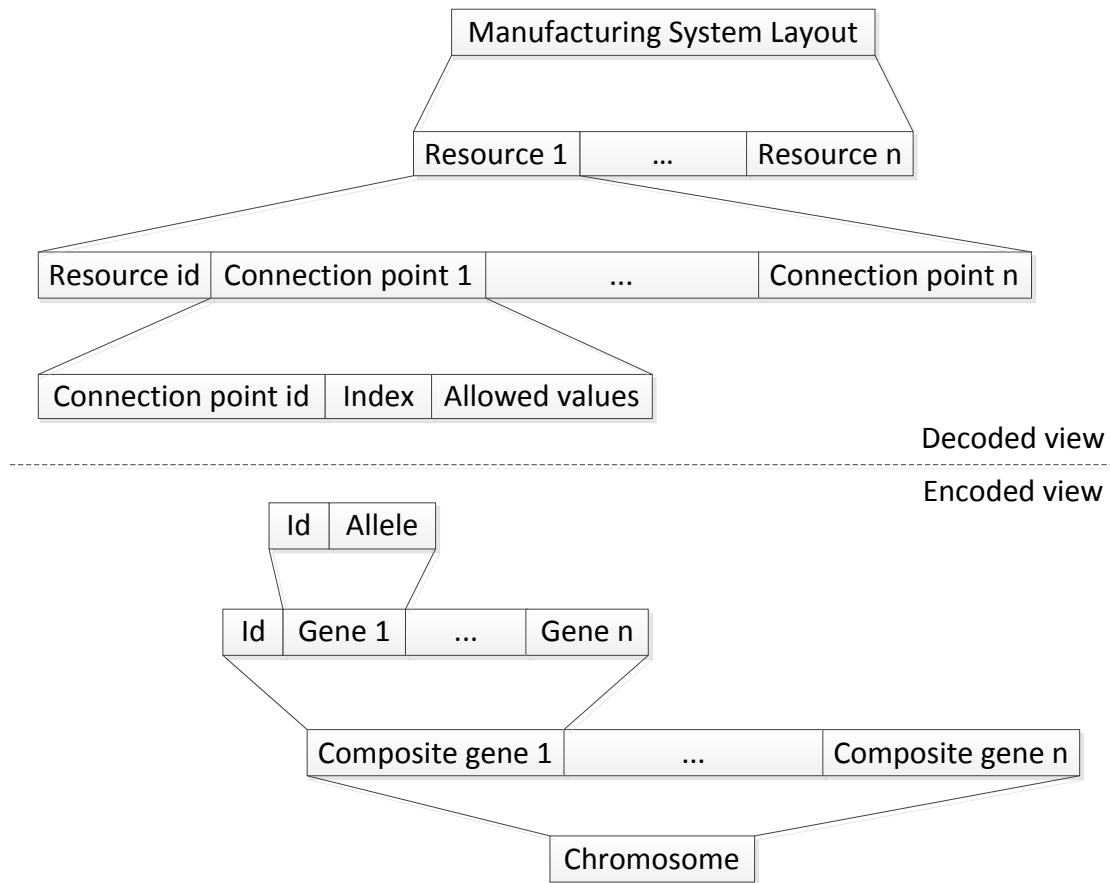 Manufacturing System Layout
Resource 1 ... Resource n
Resource id Connection point 1 ... Connection point n
Connection point id Index Allowed values
Decoded view
Encoded view
Id Allele
Id Gene 1 ... Gene n
Composite gene 1 ... Composite gene n
Chromosome